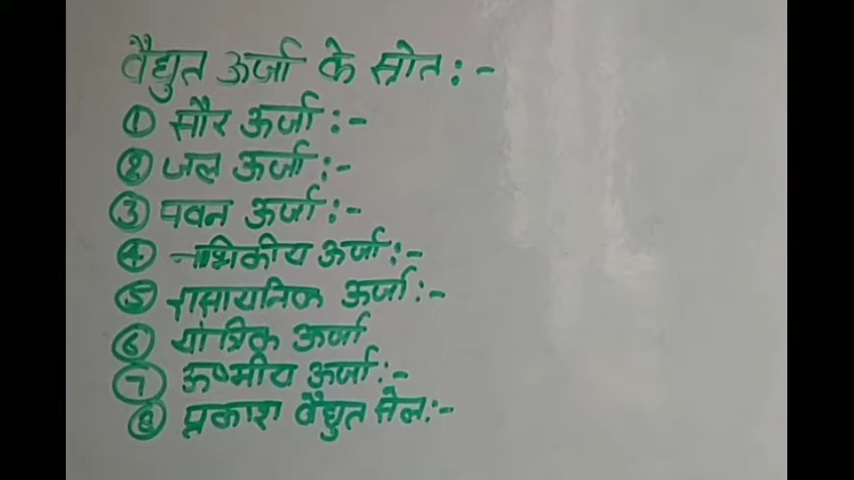 वैद्युत ऊर्जा के स्रोत:-
① सौर ऊर्जा:-
② जल ऊर्जा:-
③ पवन ऊर्जा:-
④ नाभिकीय ऊर्जा:-
⑤ रासायनिक ऊर्जा:-
⑥ यांत्रिक ऊर्जा
⑦ ऊष्मीय ऊर्जा:-
⑧ प्रकाश वैद्युत सेल:-